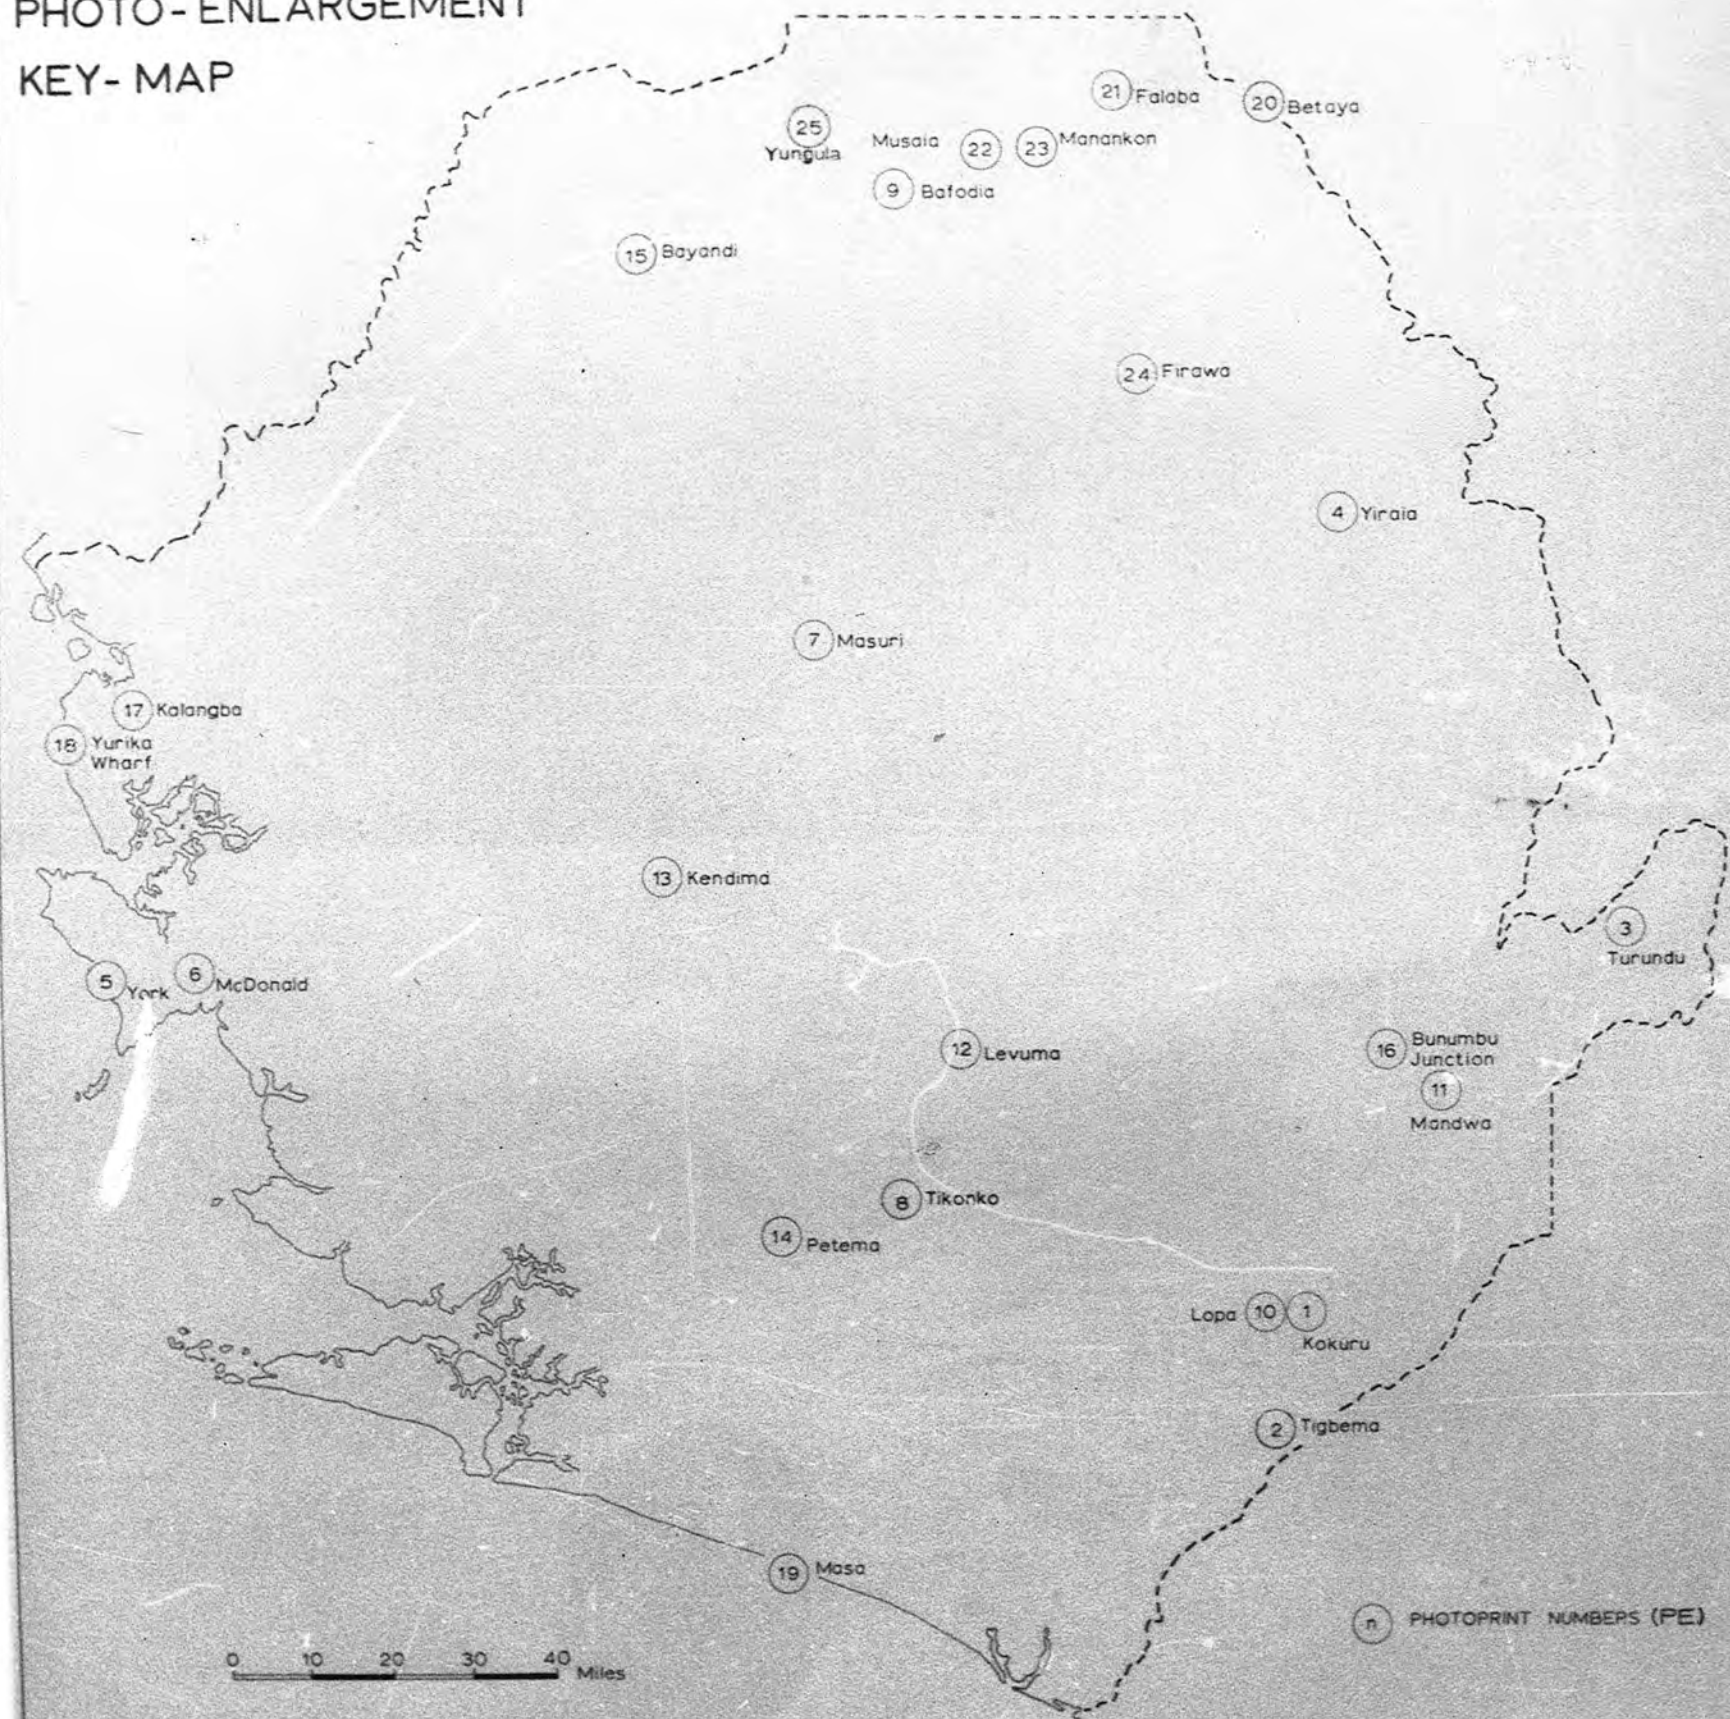 PHOTO-ENLARGEMENT
KEY-MAP
21 Falaba
20 Betaya
25
Yungula
Musaia 22
23 Manankon
9 Bafodia
15 Bayandi
24 Firawa
4 Yiraia
7 Masuri
17 Kalangba
18 Yurika
Wharf
13 Kendima
3
Turundu
5 York
6 McDonald
12 Levuma
16 Bunumbu
Junction
11
Mandwa
8 Tikonko
14 Petema
Lopa 10
1
Kokuru
2 Tigbema
19 Masa
n PHOTOPRINT NUMBERS (PE)
0 10 20 30 40 Miles